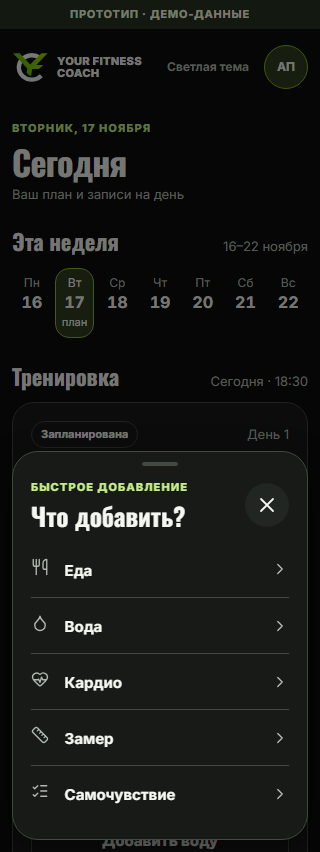 ПРОТОТИП · ДЕМО-ДАННЫЕ
YOUR FITNESS
COACH
Светлая тема
АП
ВТОРНИК, 17 НОЯБРЯ
Сегодня
Ваш план и записи на день
Эта неделя
16–22 ноября
Пн Вт Ср Чт Пт Сб Вс
16 17 18 19 20 21 22
план
Тренировка
Сегодня · 18:30
Запланирована
День 1
БЫСТРОЕ ДОБАВЛЕНИЕ
Что добавить?
Еда
Вода
Кардио
Замер
Самочувствие
Добавить воду